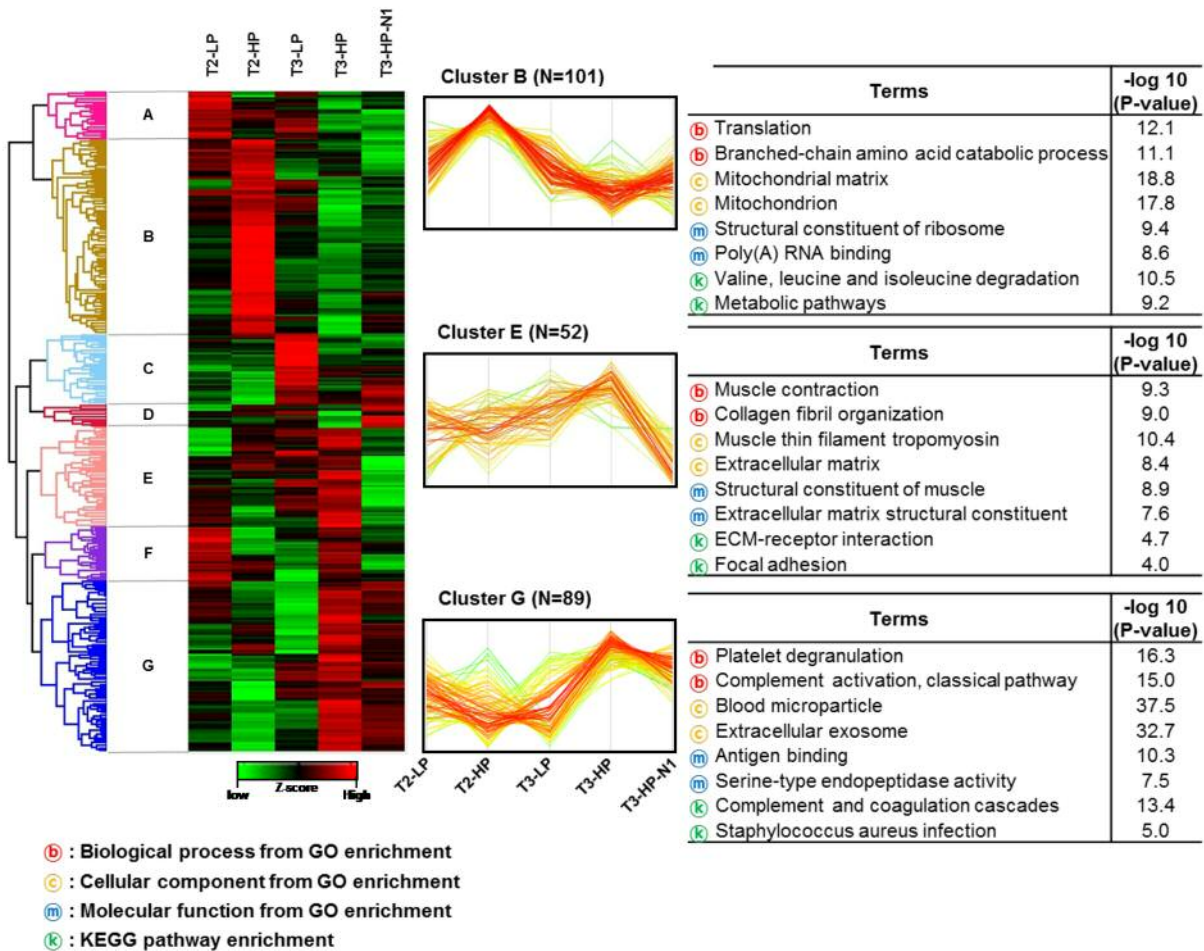 T2-LP
T2-HP
T3-LP
T3-HP
T3-HP-N1
A
B
C
D
E
F
G
low
Z-score
High
Cluster B (N=101)
Cluster E (N=52)
Cluster G (N=89)
T2-LP
T2-HP
T3-LP
T3-HP
T3-HP-N1
Terms -log 10 (P-value)
b Translation 12.1
b Branched-chain amino acid catabolic process 11.1
c Mitochondrial matrix 18.8
c Mitochondrion 17.8
m Structural constituent of ribosome 9.4
m Poly(A) RNA binding 8.6
k Valine, leucine and isoleucine degradation 10.5
k Metabolic pathways 9.2
Terms -log 10 (P-value)
b Muscle contraction 9.3
b Collagen fibril organization 9.0
c Muscle thin filament tropomyosin 10.4
c Extracellular matrix 8.4
m Structural constituent of muscle 8.9
m Extracellular matrix structural constituent 7.6
k ECM-receptor interaction 4.7
k Focal adhesion 4.0
Terms -log 10 (P-value)
b Platelet degranulation 16.3
b Complement activation, classical pathway 15.0
c Blood microparticle 37.5
c Extracellular exosome 32.7
m Antigen binding 10.3
m Serine-type endopeptidase activity 7.5
k Complement and coagulation cascades 13.4
k Staphylococcus aureus infection 5.0
b : Biological process from GO enrichment
c : Cellular component from GO enrichment
m : Molecular function from GO enrichment
k : KEGG pathway enrichment